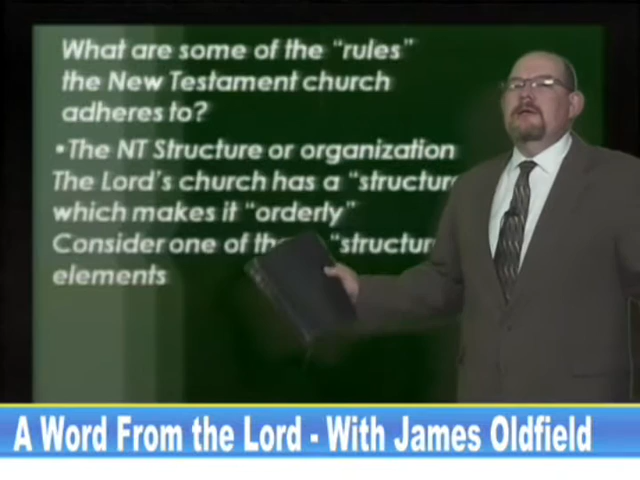 What are some of the "rules"
the New Testament church
adheres to?
•The NT Structure or organization
The Lord's church has a "structur
which makes it "orderly"
Consider one of th "structur
elements
A Word From the Lord - With James Oldfield